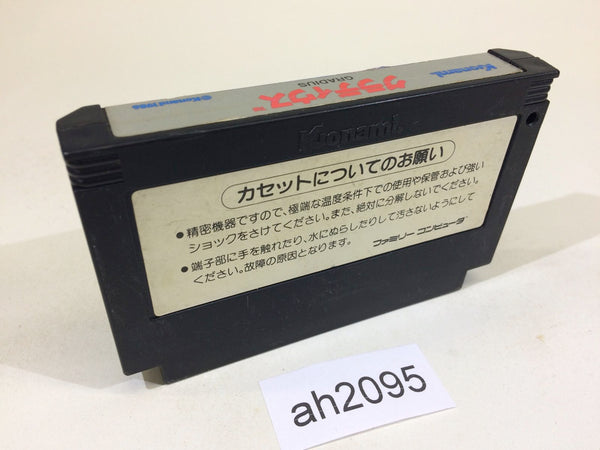 ©Konami 1986
グラディウス™
GRADIUS
Konami
Konami
カセットについてのお願い
●精密機器ですので、極端な温度条件下での使用や保管および強い
ショックをさけてください。また、絶対に分解しないでください。
●端子部に手を触れたり、水にぬらしたりして汚さないようにして
ください。故障の原因となります。
ファミリー コンピュータ
ah2095